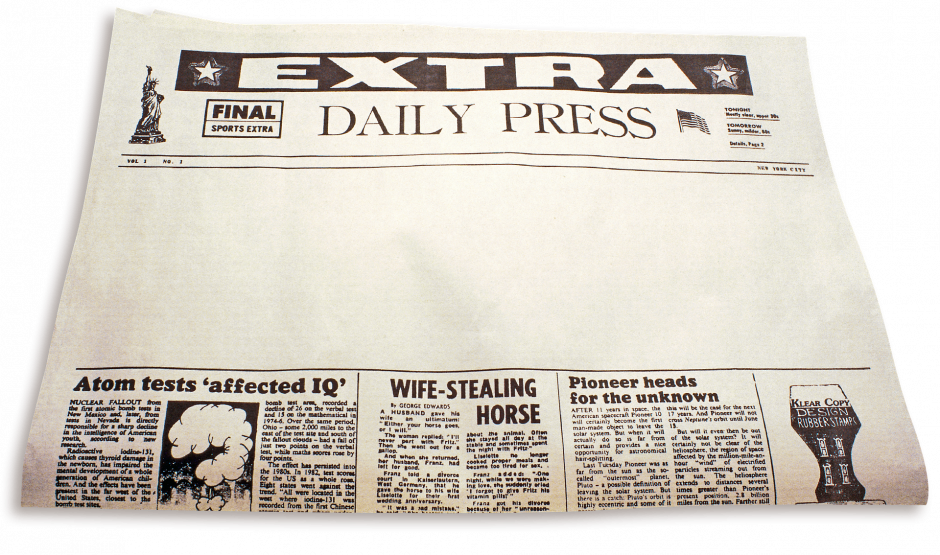 EXTRA
FINAL
SPORTS EXTRA
DAILY PRESS
TONIGHT
Mostly clear, upper 50s
TOMORROW
Sunny, milder, 60s
Details, Page 2
VOL 1 NO. 1
NEW YORK CITY
Atom tests ‘affected IQ’
NUCLEAR FALLOUT from
the first atomic bomb tests in
New Mexico and, later, from
tests in Nevada is directly
responsible for a sharp decline
in the intelligence of American
youth, according to new
research.
Radioactive iodine-131,
which causes thyroid damage in
the newborn, has impaired the
mental development of a whole
generation of American chil-
dren. And the effects have been
greatest in the far west of the
United States, closest to the
bomb test sites.
bomb test area, recorded a
decline of 26 on the verbal test
and 15 on the mathematical in
1974-6. Over the same period,
Ohio – some 2,000 miles to the
east of the test site and south of
the fallout clouds – had a fall of
just two points on the verbal
test, while maths scores rose by
four points.
The effect has persisted into
the 1980s. In 1982, test scores
for the US as a whole rose.
Eight states went against the
trend. "All were located in the
west where iodine-131 was
recorded from the first Chinese
WIFE-STEALING
HORSE
By GEORGE EDWARDS
A HUSBAND gave his
wife an ultimatum:
"Either your horse goes,
or I will."
The woman replied: "I'll
never part with Fritz."
Then she went out for a
gallop.
And when she returned,
her husband, Franz, had
left for good.
Franz told a divorce
court in Kaiserlautern,
West Germany, that he
gave the horse to his wife
Liselotte for their first
wedding anniversary.
"It was a sad mistake,"
about the animal. Often
she stayed all day at the
stable and sometimes spent
the night with Fritz."
Liselotte no longer
cooked proper meals and
became too tired for sex.
Franz added: "One
night, while we were mak-
ing love, she suddenly cried
'I forgot to give Fritz his
vitamin pills'."
Franz got a divorce
because of her "unreason-
Pioneer heads
for the unknown
AFTER 11 years in space, the
American spacecraft Pioneer 10
will certainly become the first
man-made object to leave the
solar system. But when it will
actually do so is far from
certain and provides a nice
opportunity for astronomical
hair-splitting.
Last Tuesday Pioneer was as
far from the sun as the so-
called "outermost" planet,
Pluto – a possible definition of
leaving the solar system. But
there is a catch: Pluto's orbit is
highly eccentric and some of it
this will be the case for the next
17 years. And Pioneer will not
cross Neptune's orbit until June
13.
But will it even then be out
of the solar system? It will
certainly not be clear of the
heliosphere, the region of space
affected by the million-mile-an-
hour "wind" of electrified
particles streaming out from
the sun. The heliosphere
extends to distances several
times greater than Pioneer's
present position, 2.8 billion
miles from the sun. Farther still
KLEAR COPY
DESIGN
RUBBER STAMPS